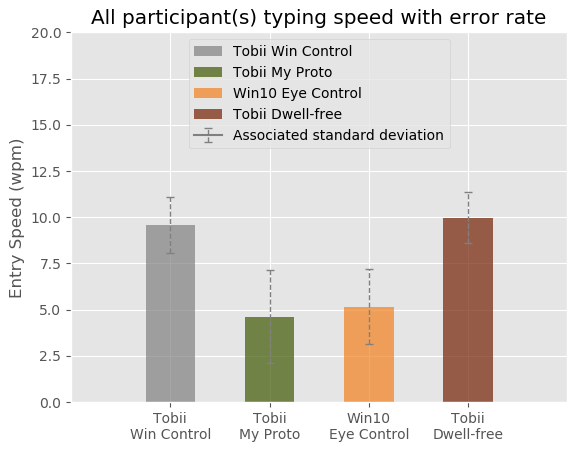 All participant(s) typing speed with error rate
Entry Speed (wpm)
20.0
17.5
15.0
12.5
10.0
7.5
5.0
2.5
0.0
Tobii Win Control
Tobii My Proto
Win10 Eye Control
Tobii Dwell-free
Associated standard deviation
Tobii
Win Control
Tobii
My Proto
Win10
Eye Control
Tobii
Dwell-free